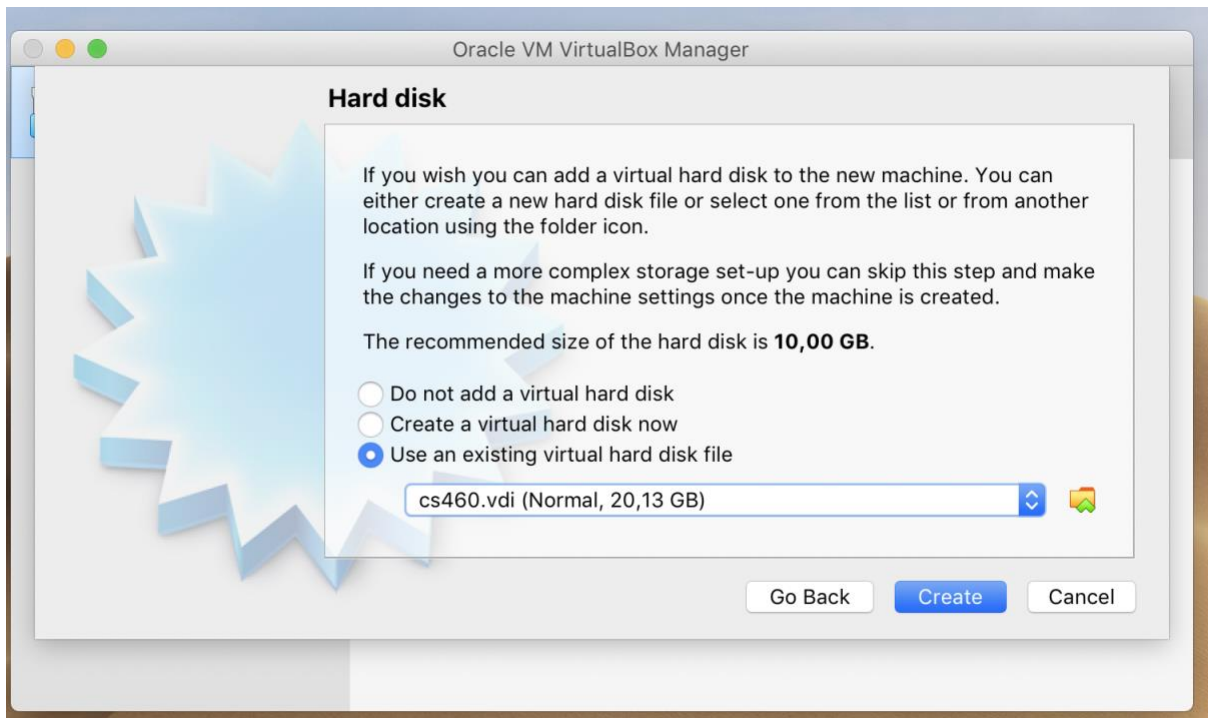 Oracle VM VirtualBox Manager
Hard disk
If you wish you can add a virtual hard disk to the new machine. You can
either create a new hard disk file or select one from the list or from another
location using the folder icon.
If you need a more complex storage set-up you can skip this step and make
the changes to the machine settings once the machine is created.
The recommended size of the hard disk is 10,00 GB.
Do not add a virtual hard disk
Create a virtual hard disk now
Use an existing virtual hard disk file
cs460.vdi (Normal, 20,13 GB)
Go Back Create Cancel